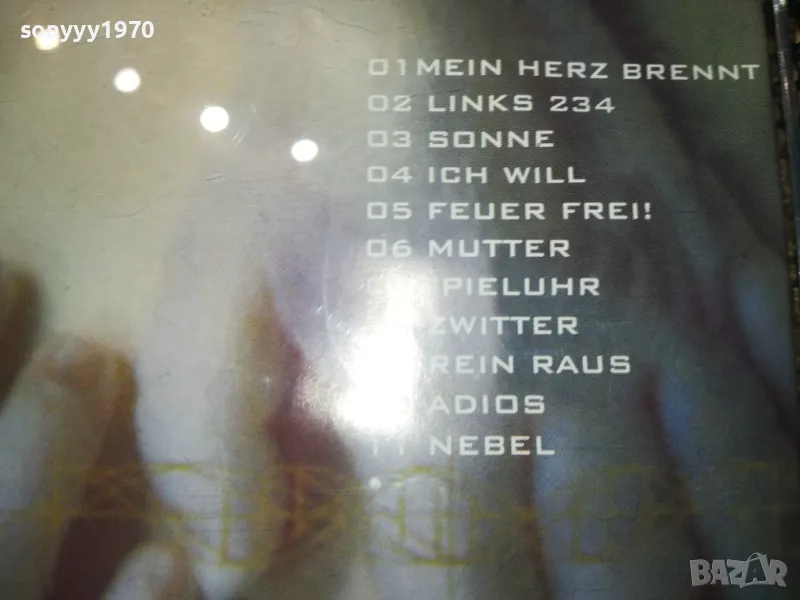 sonyyy1970
01 MEIN HERZ BRENNT
02 LINKS 234
03 SONNE
04 ICH WILL
05 FEUER FREI!
06 MUTTER
SPIELUHR
ZWITTER
REIN RAUS
ADIOS
11 NEBEL
BAZAR